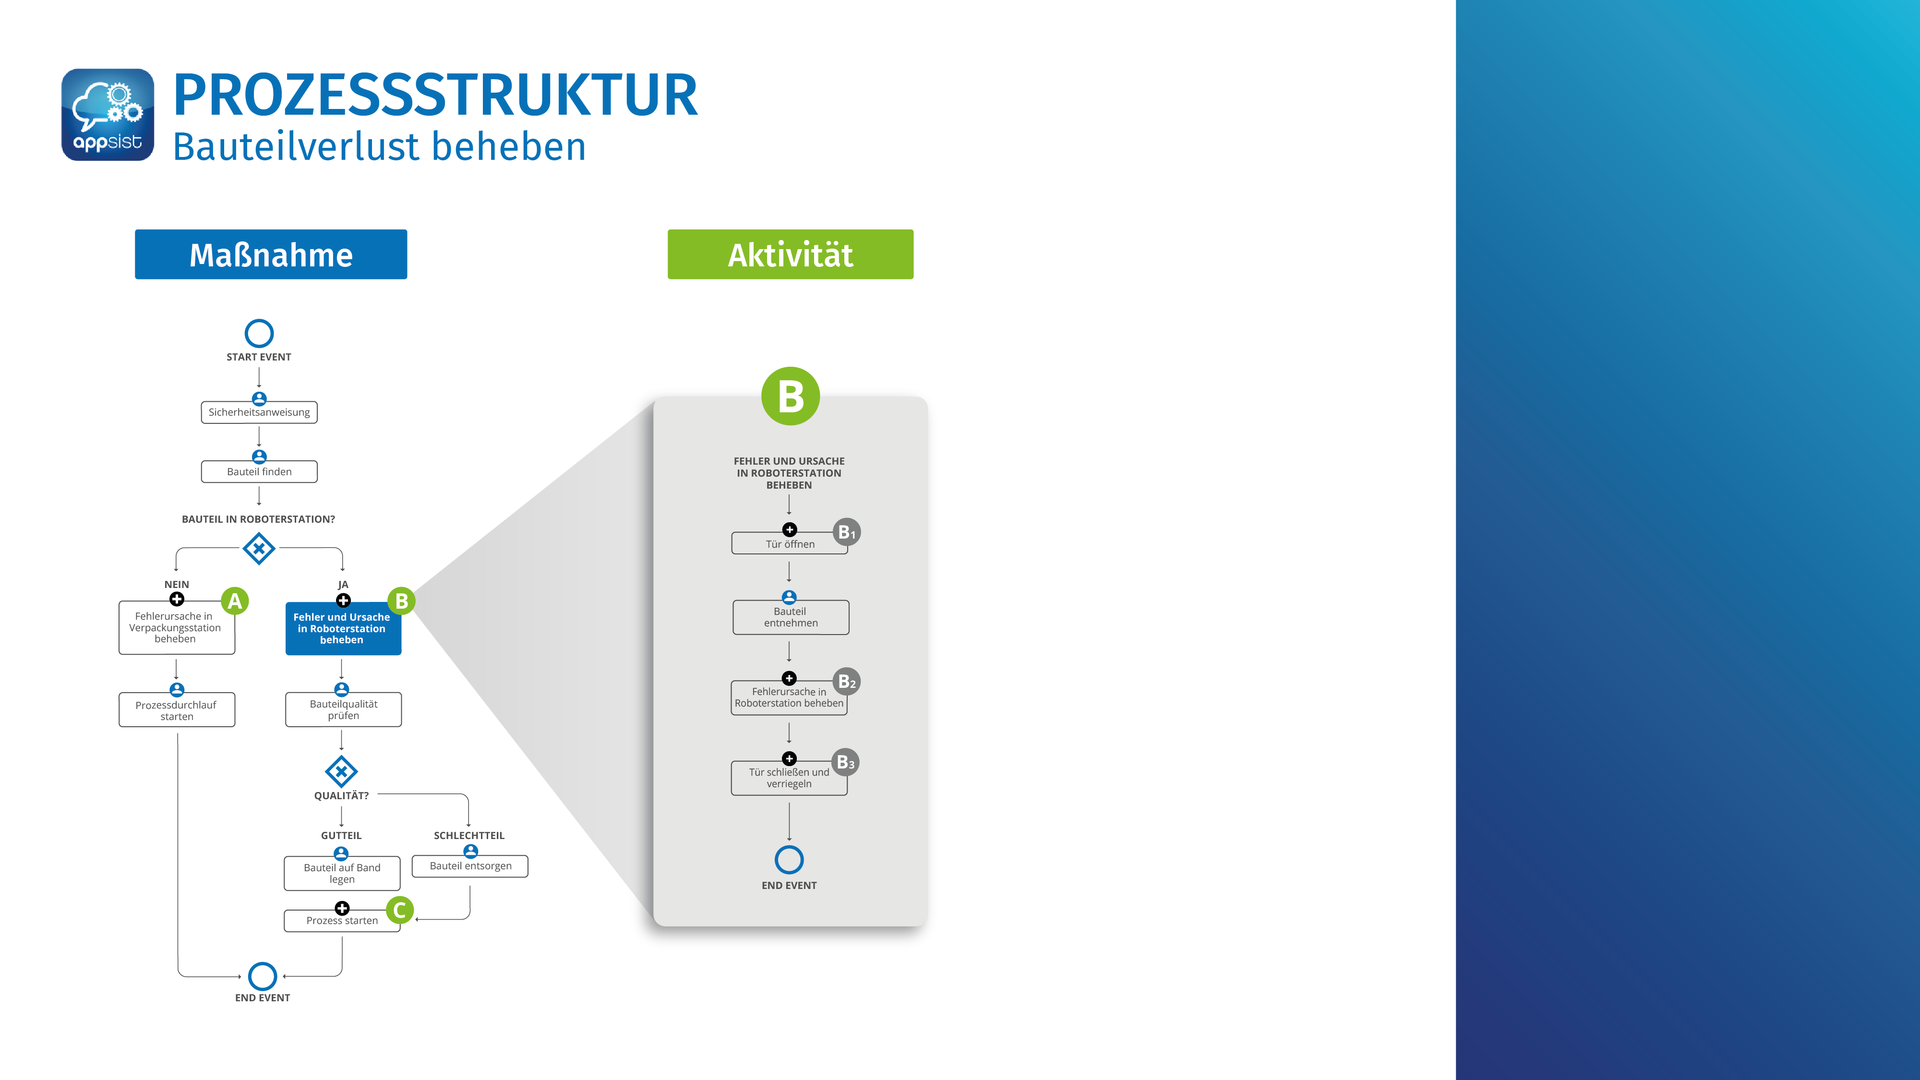 appsist
PROZESSSTRUKTUR
Bauteilverlust beheben
Maßnahme
START EVENT
Sicherheitsanweisung
Bauteil finden
BAUTEIL IN ROBOTERSTATION?
NEIN
A
Fehlerursache in
Verpackungsstation
beheben
Prozessdurchlauf
starten
JA
B
Fehler und Ursache
in Roboterstation
beheben
Bauteilqualität
prüfen
QUALITÄT?
GUTTEIL
Bauteil auf Band
legen
SCHLECHTTEIL
Bauteil entsorgen
C
Prozess starten
END EVENT
Aktivität
B
FEHLER UND URSACHE
IN ROBOTERSTATION
BEHEBEN
B1
Tür öffnen
Bauteil
entnehmen
B2
Fehlerursache in
Roboterstation beheben
B3
Tür schließen und
verriegeln
END EVENT